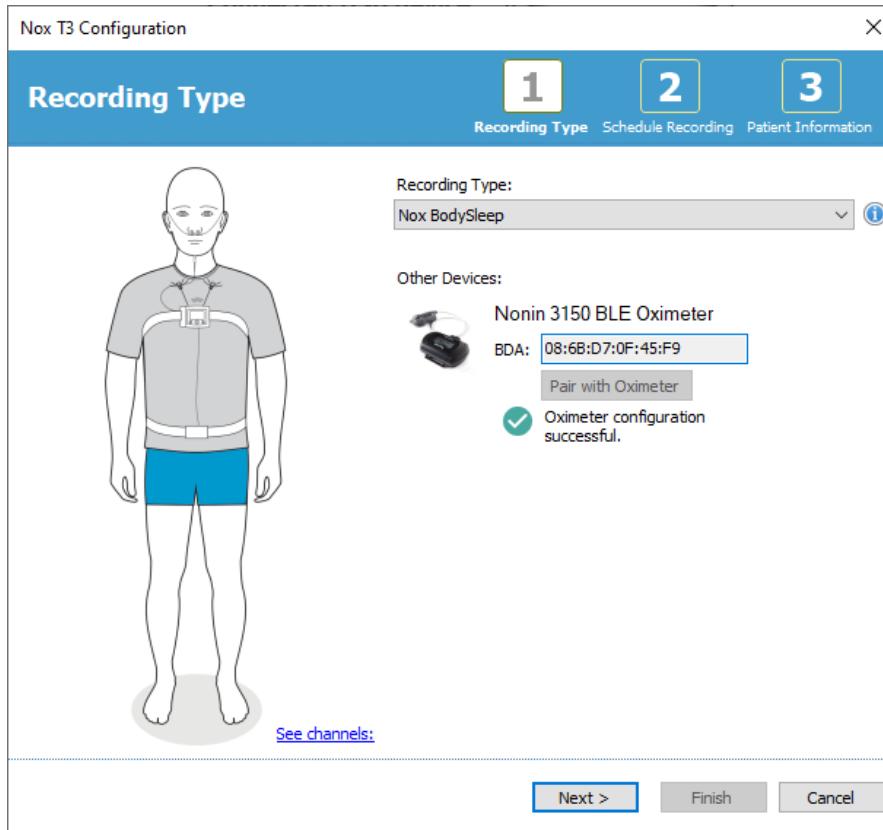 Nox T3 Configuration
Recording Type
1
Recording Type
2
Schedule Recording
3
Patient Information
Recording Type:
Nox BodySleep
Other Devices:
Nonin 3150 BLE Oximeter
BDA: 08:6B:D7:0F:45:F9
Pair with Oximeter
Oximeter configuration
successful.
See channels:
Next >
Finish
Cancel